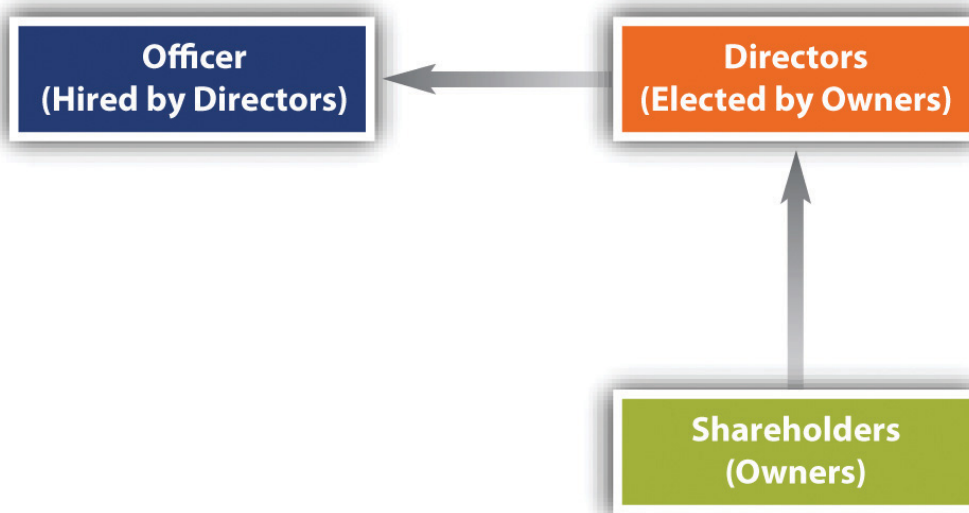 Officer
(Hired by Directors)
Directors
(Elected by Owners)
Shareholders
(Owners)